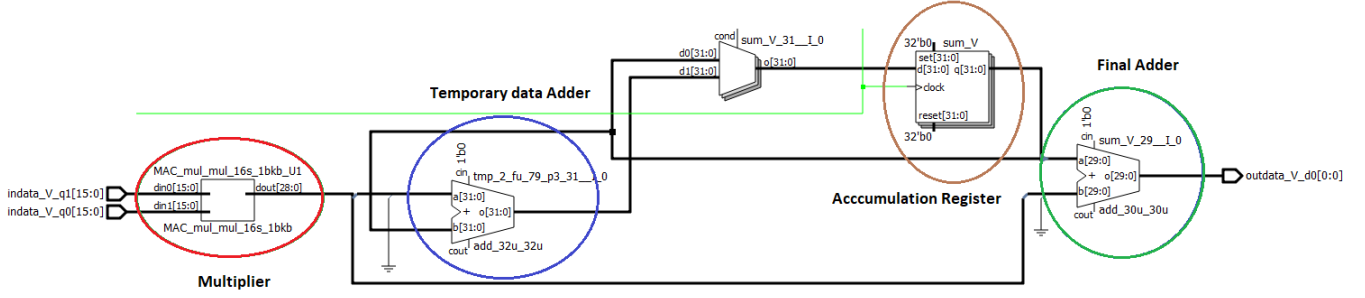 cond
sum_V_31__I_0
d0[31:0]
d1[31:0]
o[31:0]
32'b0
sum_V
set[31:0]
d[31:0]
q[31:0]
clock
reset[31:0]
32'b0
Acccumulation Register
Final Adder
1'b0
cin
sum_V_29__I_0
a[29:0]
+
o[29:0]
b[29:0]
cout
add_30u_30u
outdata_V_d0[0:0]
Temporary data Adder
1'b0
cin
tmp_2_fu_79_p3_31__I_0
a[31:0]
+
o[31:0]
b[31:0]
cout
add_32u_32u
MAC_mul_mul_16s_1bkb_U1
indata_V_q1[15:0]
din0[15:0]
dout[28:0]
indata_V_q0[15:0]
din1[15:0]
MAC_mul_mul_16s_1bkb
Multiplier